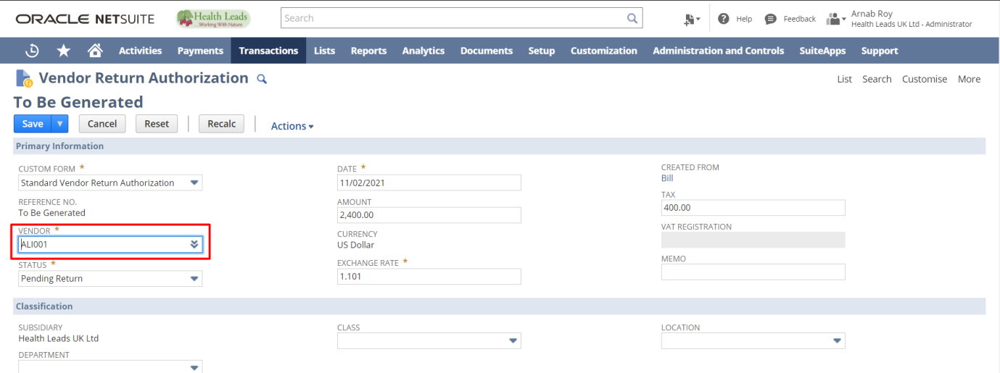 ORACLE NETSUITE
Health Leads
...Working With Nature
Search
Help
Feedback
Arnab Roy
Health Leads UK Ltd - Administrator
Activities Payments Transactions Lists Reports Analytics Documents Setup Customization Administration and Controls SuiteApps Support
Vendor Return Authorization
List Search Customise More
To Be Generated
Save Cancel Reset Recalc Actions
Primary Information
CUSTOM FORM *
Standard Vendor Return Authorization
REFERENCE NO.
To Be Generated
VENDOR *
ALI001
STATUS *
Pending Return
DATE *
11/02/2021
AMOUNT
2,400.00
CURRENCY
US Dollar
EXCHANGE RATE *
1.101
CREATED FROM
Bill
TAX
400.00
VAT REGISTRATION
MEMO
Classification
SUBSIDIARY
Health Leads UK Ltd
DEPARTMENT
CLASS
LOCATION